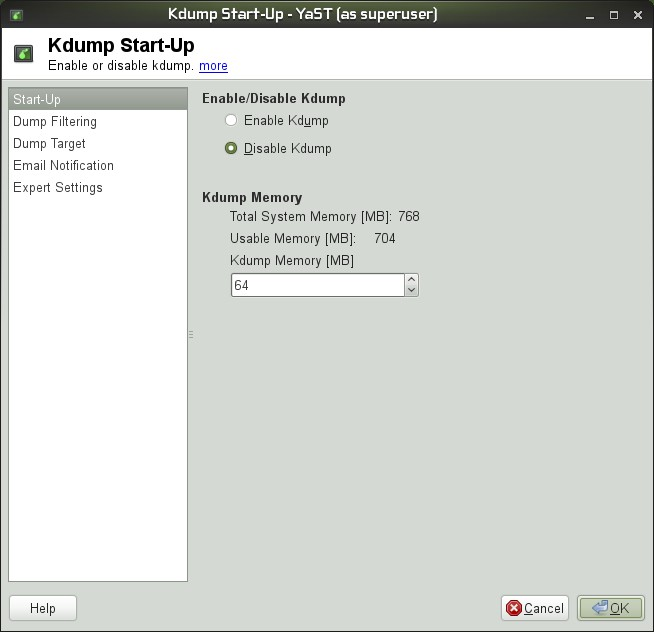 Kdump Start-Up - YaST (as superuser)
Kdump Start-Up
Enable or disable kdump. more
Start-Up
Dump Filtering
Dump Target
Email Notification
Expert Settings
Enable/Disable Kdump
Enable Kdump
Disable Kdump
Kdump Memory
Total System Memory [MB]: 768
Usable Memory [MB]: 704
Kdump Memory [MB]
64
Help
Cancel
OK